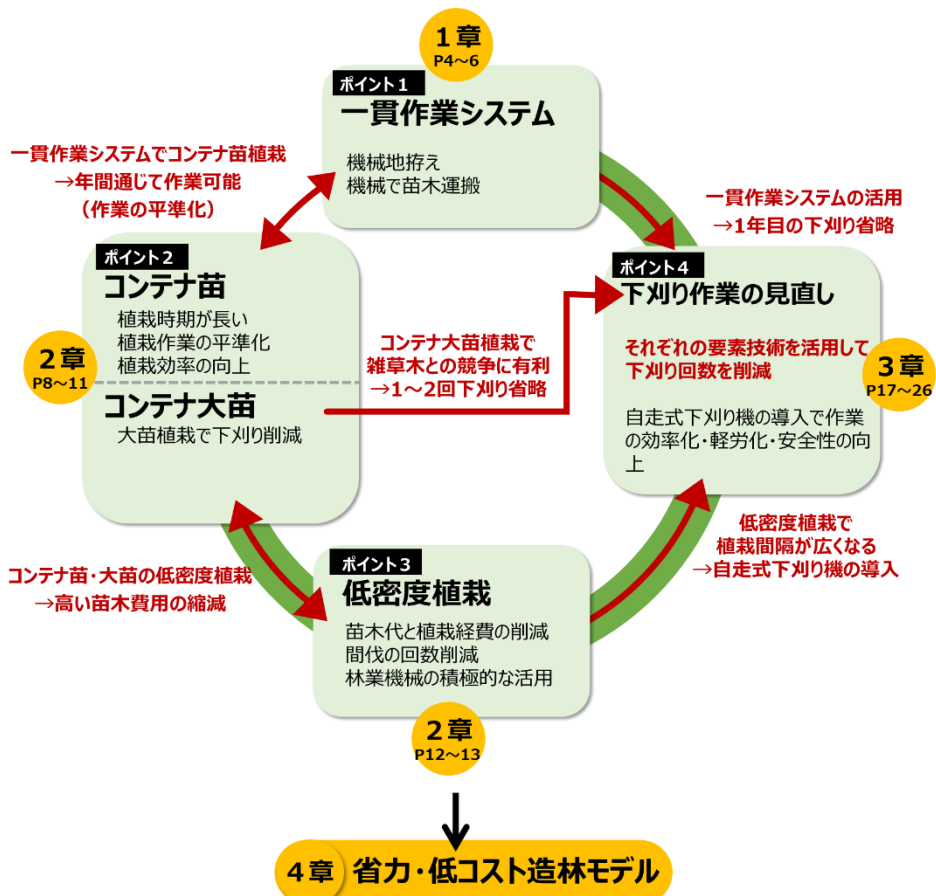 1章
P4～6
ポイント1
一貫作業システム
機械地拵え
機械で苗木運搬
一貫作業システムでコンテナ苗植栽
→年間通じて作業可能
（作業の平準化）
一貫作業システムの活用
→1年目の下刈り省略
ポイント2
コンテナ苗
植栽時期が長い
植栽作業の平準化
植栽効率の向上
コンテナ大苗
大苗植栽で下刈り削減
2章
P8～11
コンテナ大苗植栽で
雑草木との競争に有利
→1～2回下刈り省略
ポイント4
下刈り作業の見直し
それぞれの要素技術を活用して
下刈り回数を削減
自走式下刈り機の導入で作業
の効率化・軽労化・安全性の向
上
3章
P17～26
コンテナ苗・大苗の低密度植栽
→高い苗木費用の縮減
ポイント3
低密度植栽
苗木代と植栽経費の削減
間伐の回数削減
林業機械の積極的な活用
低密度植栽で
植栽間隔が広くなる
→自走式下刈り機の導入
2章
P12～13
4章 省力・低コスト造林モデル